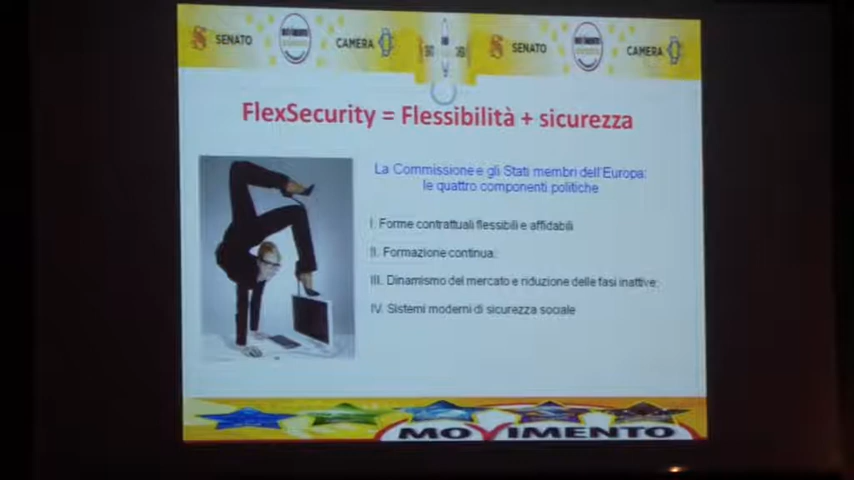 SENATO
MOVIMENTO
CAMERA
SENATO
MOVIMENTO
CAMERA
FlexSecurity = Flessibilità + sicurezza
La Commissione e gli Stati membri dell'Europa:
le quattro componenti politiche
I. Forme contrattuali flessibili e affidabili
II. Formazione continua;
III. Dinamismo del mercato e riduzione delle fasi inattive;
IV. Sistemi moderni di sicurezza sociale
MOVIMENTO